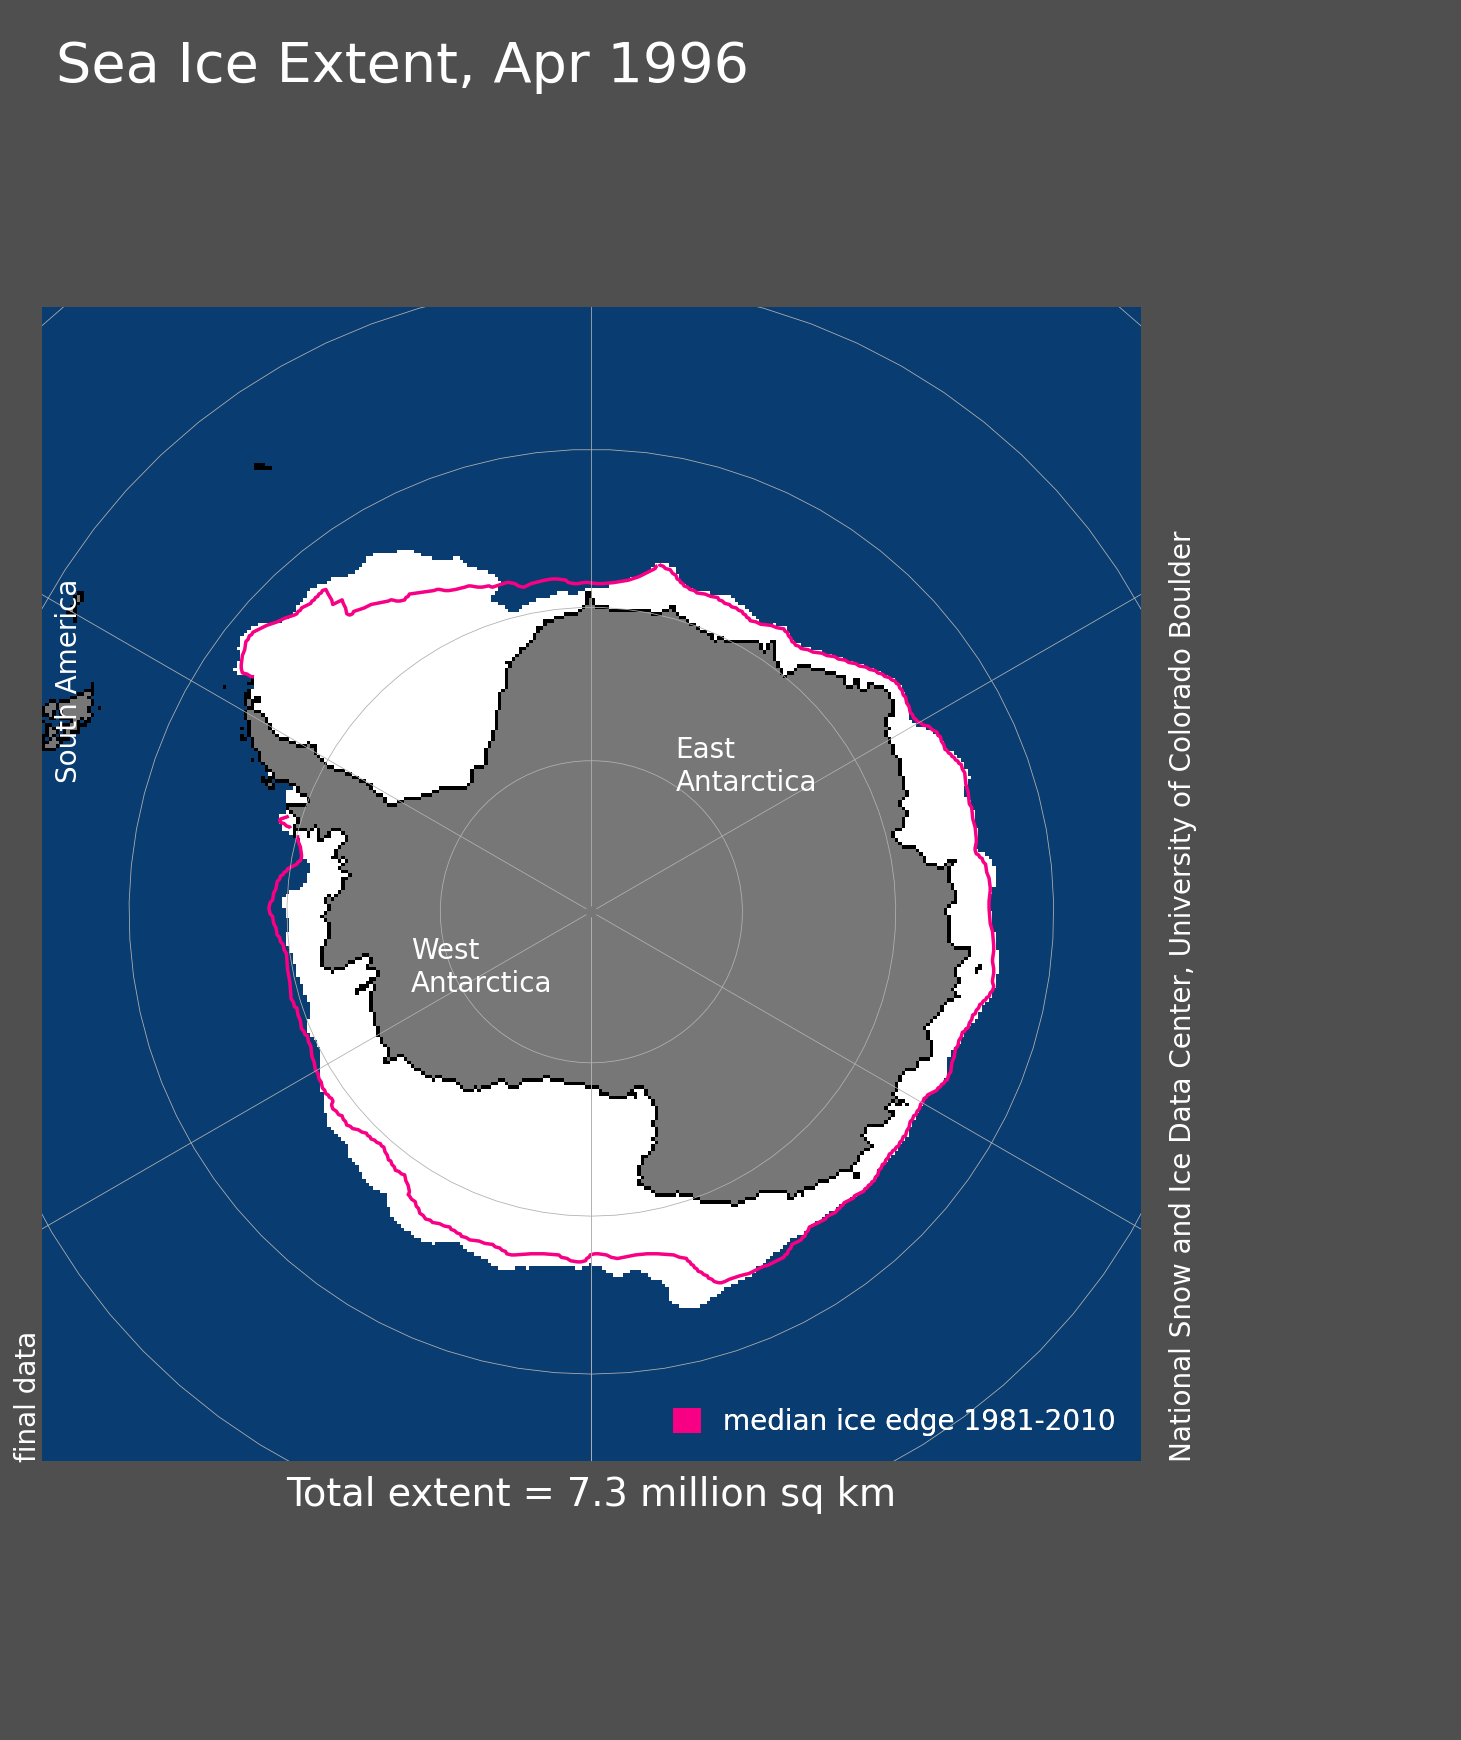 Sea Ice Extent, Apr 1996
South America
East
Antarctica
West
Antarctica
final data
median ice edge 1981-2010
National Snow and Ice Data Center, University of Colorado Boulder
Total extent = 7.3 million sq km